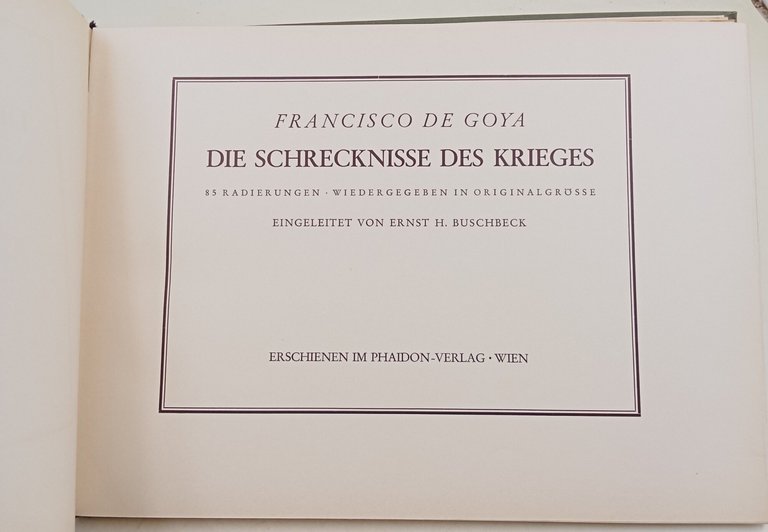 FRANCISCO DE GOYA
DIE SCHRECKNISSE DES KRIEGES
85 RADIERUNGEN · WIEDERGEGEBEN IN ORIGINALGRÖSSE
EINGELEITET VON ERNST H. BUSCHBECK
ERSCHIENEN IM PHAIDON-VERLAG · WIEN